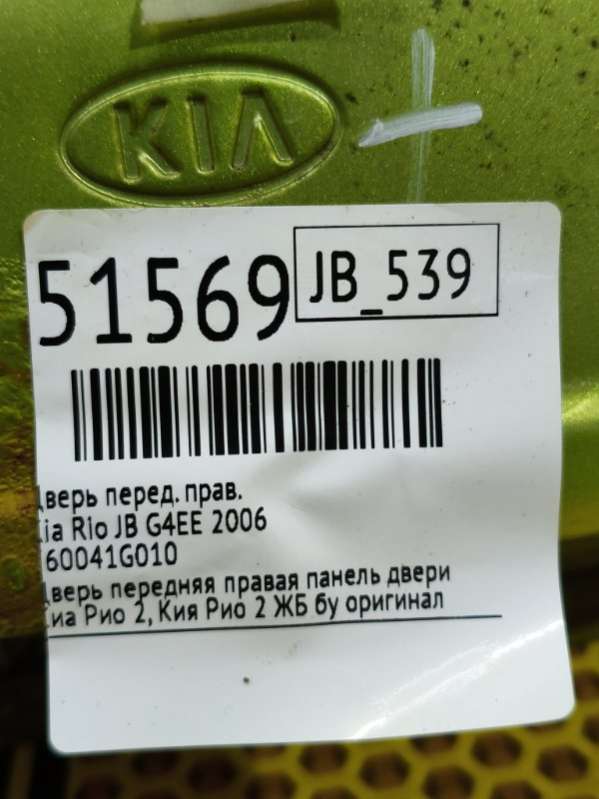 KIA
51569
JB_539
дверь перед. прав.
Kia Rio JB G4EE 2006
60041G010
дверь передняя правая панель двери
Киа Рио 2, Кия Рио 2 ЖБ бу оригинал